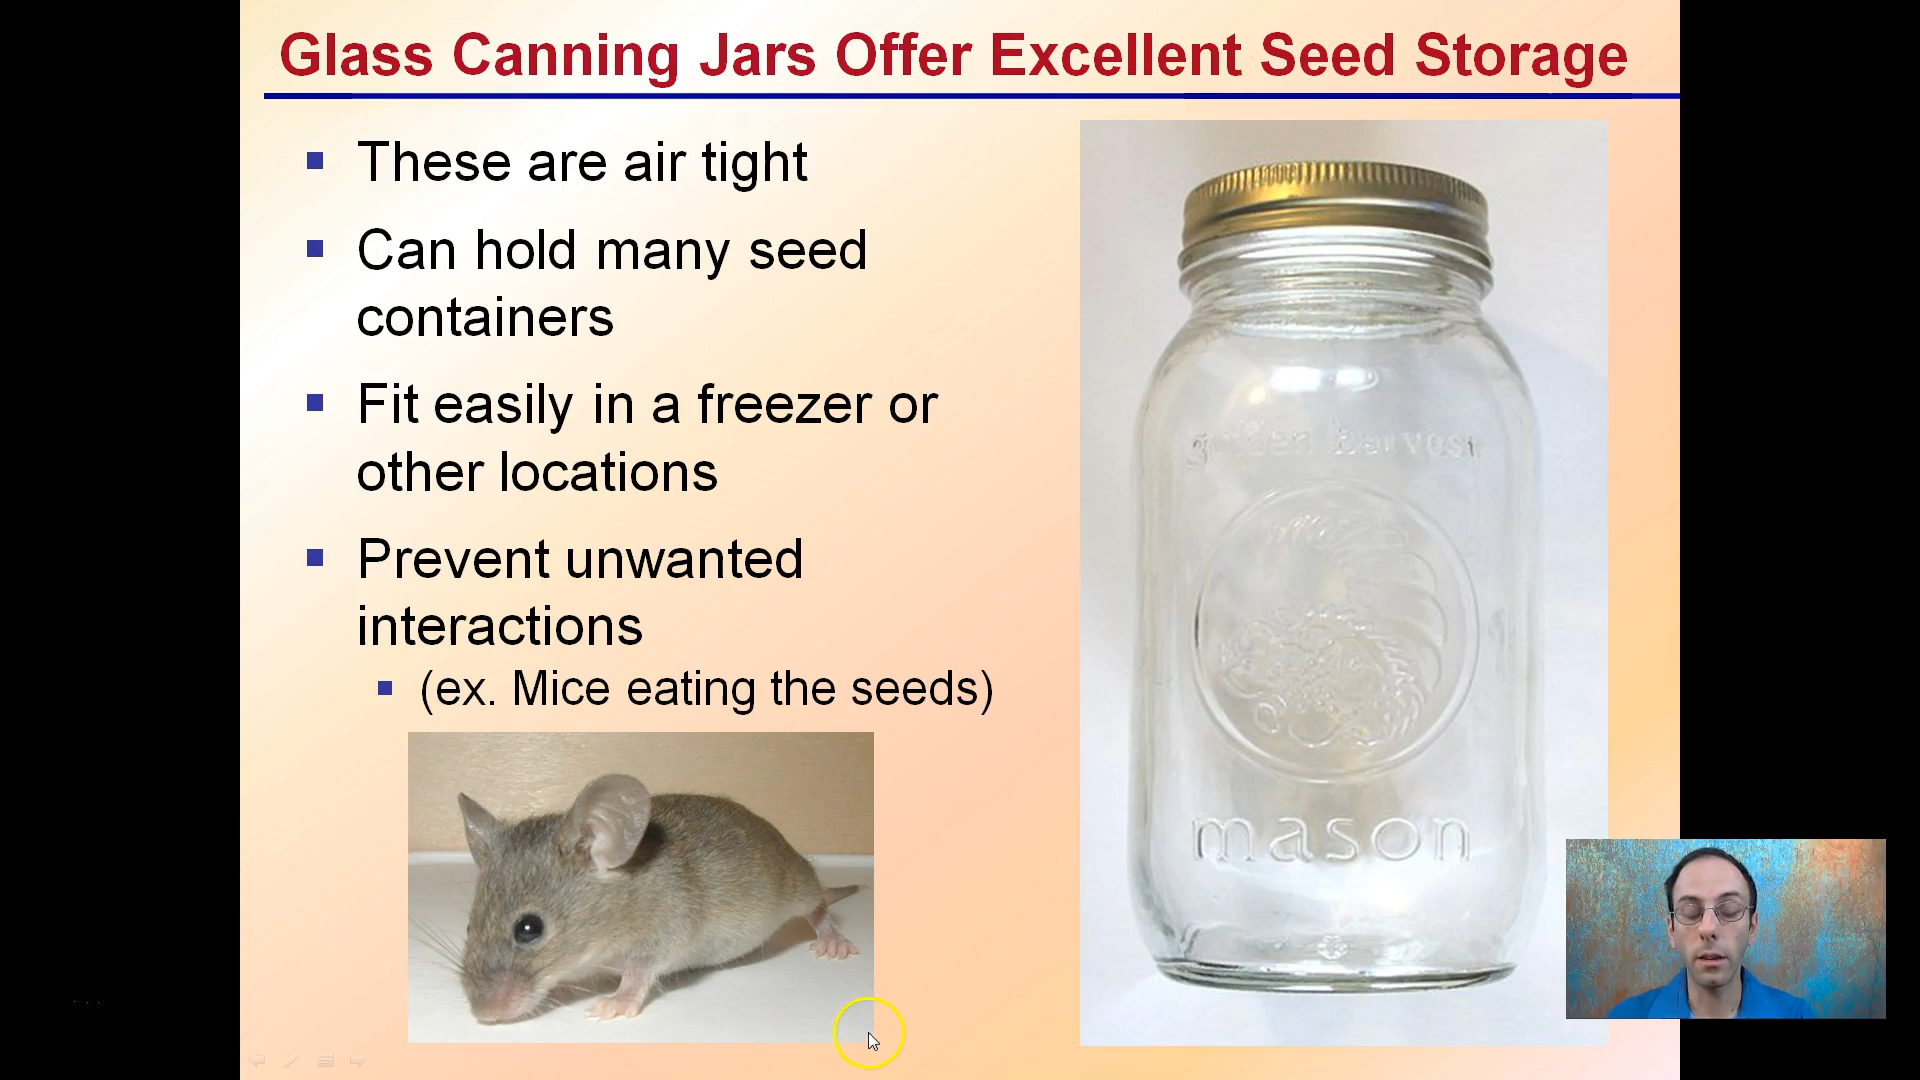 Glass Canning Jars Offer Excellent Seed Storage
These are air tight
Can hold many seed
containers
Fit easily in a freezer or
other locations
Prevent unwanted
interactions
(ex. Mice eating the seeds)
golden harvest
mason